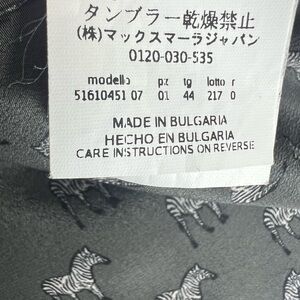 タンブラー乾燥禁止
(株)マックスマーラジャパン
0120-030-535
modello pz tg lotto r
51610451 07 01 44 217 0
MADE IN BULGARIA
HECHO EN BULGARIA
CARE INSTRUCTIONS ON REVERSE